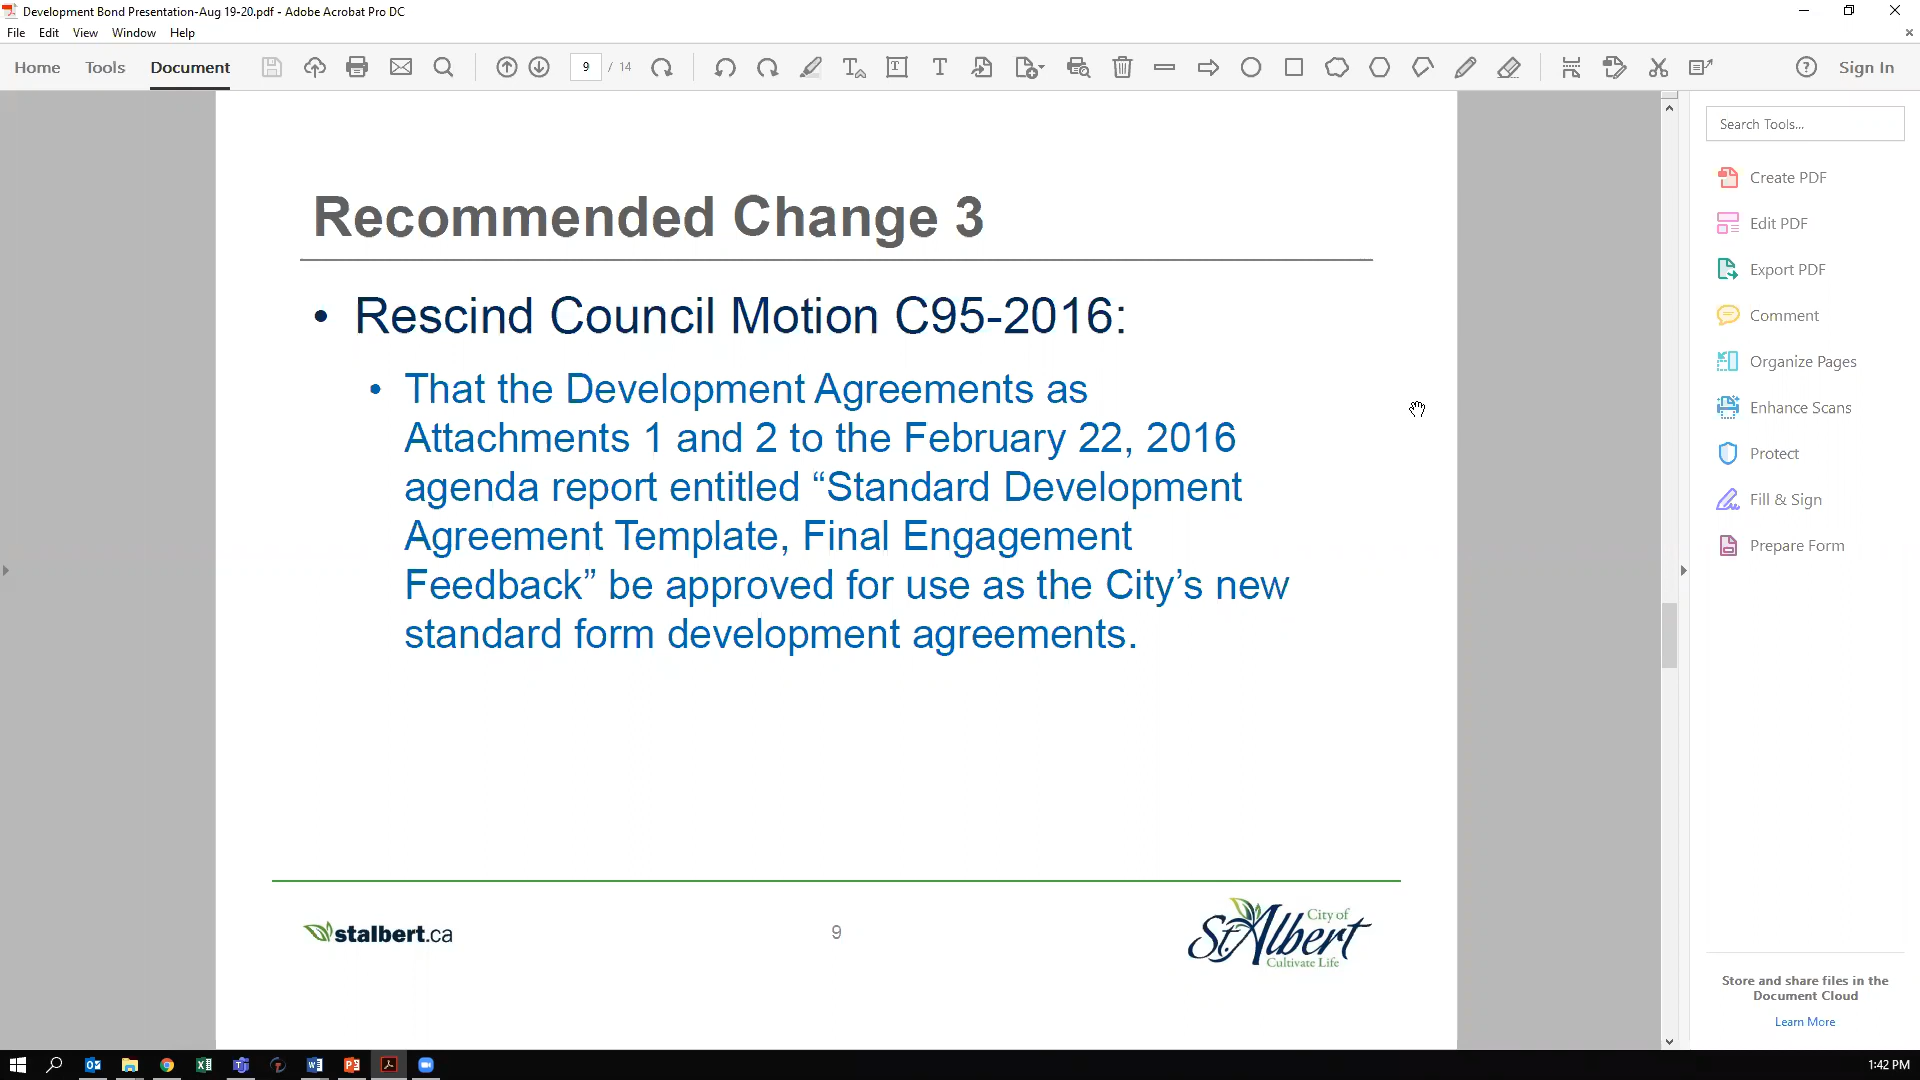 Development Bond Presentation-Aug 19-20.pdf - Adobe Acrobat Pro DC
File Edit View Window Help
Home Tools Document 9 / 14 Sign In
Search Tools...
Create PDF
Edit PDF
Export PDF
Comment
Organize Pages
Enhance Scans
Protect
Fill & Sign
Prepare Form
Recommended Change 3
• Rescind Council Motion C95-2016:
• That the Development Agreements as
Attachments 1 and 2 to the February 22, 2016
agenda report entitled “Standard Development
Agreement Template, Final Engagement
Feedback” be approved for use as the City’s new
standard form development agreements.
stalbert.ca
9
City of
St. Albert
Cultivate Life
Store and share files in the
Document Cloud
Learn More
1:42 PM